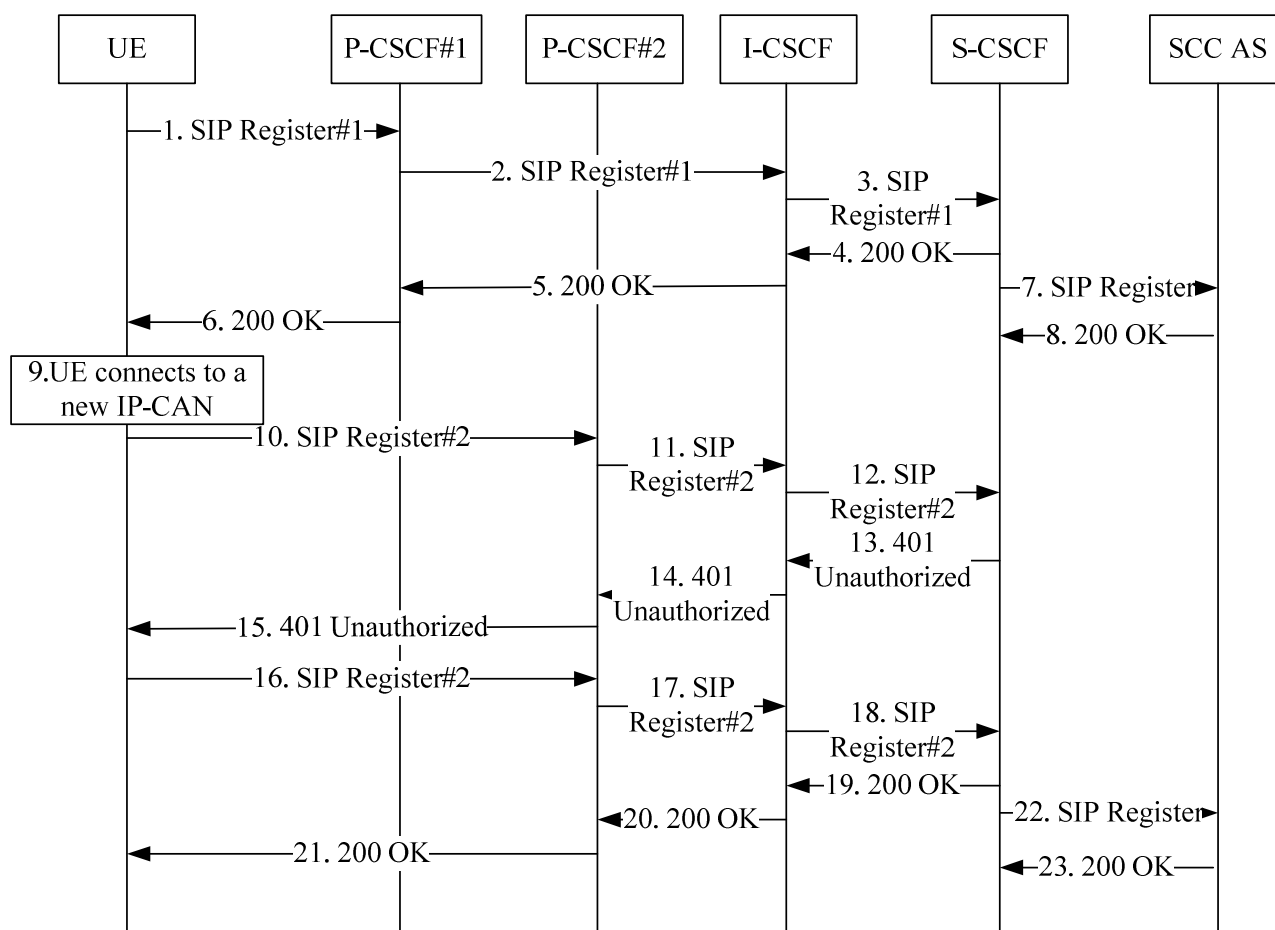 UE
P-CSCF#1
P-CSCF#2
I-CSCF
S-CSCF
SCC AS
1. SIP Register#1
2. SIP Register#1
3. SIP
Register#1
4. 200 OK
5. 200 OK
7. SIP Register
6. 200 OK
8. 200 OK
9.UE connects to a
new IP-CAN
10. SIP Register#2
11. SIP
Register#2
12. SIP
Register#2
13. 401
Unauthorized
14. 401
Unauthorized
15. 401 Unauthorized
16. SIP Register#2
17. SIP
Register#2
18. SIP
Register#2
19. 200 OK
20. 200 OK
22. SIP Register
21. 200 OK
23. 200 OK